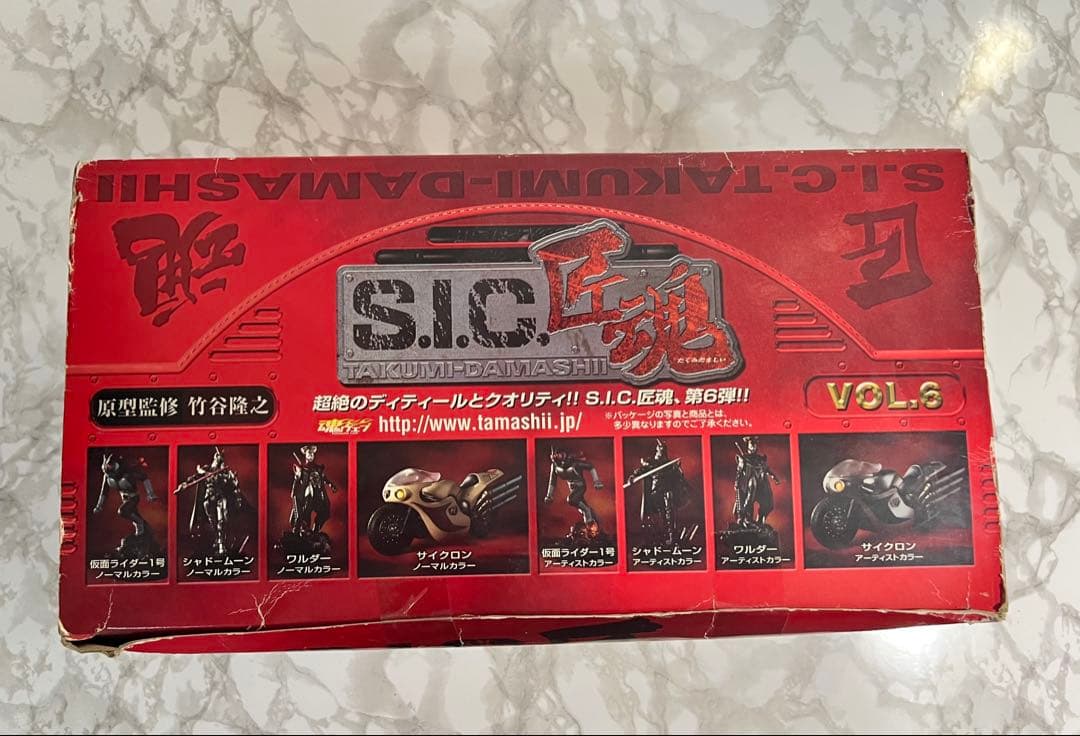 S.I.C.TAKUMI-DAMASHII
匠
魂
S.I.C.匠魂
たくみだましい
TAKUMI-DAMASHII
原型監修 竹谷隆之
超絶のディティールとクオリティ!! S.I.C.匠魂、第6弾!!
VOL.6
http://www.tamashii.jp/
※パッケージの写真と商品とは、
多少異なりますのでご了承ください。
仮面ライダー1号
ノーマルカラー
シャドームーン
ノーマルカラー
ワルダー
ノーマルカラー
サイクロン
ノーマルカラー
仮面ライダー1号
アーティストカラー
シャドームーン
アーティストカラー
ワルダー
アーティストカラー
サイクロン
アーティストカラー